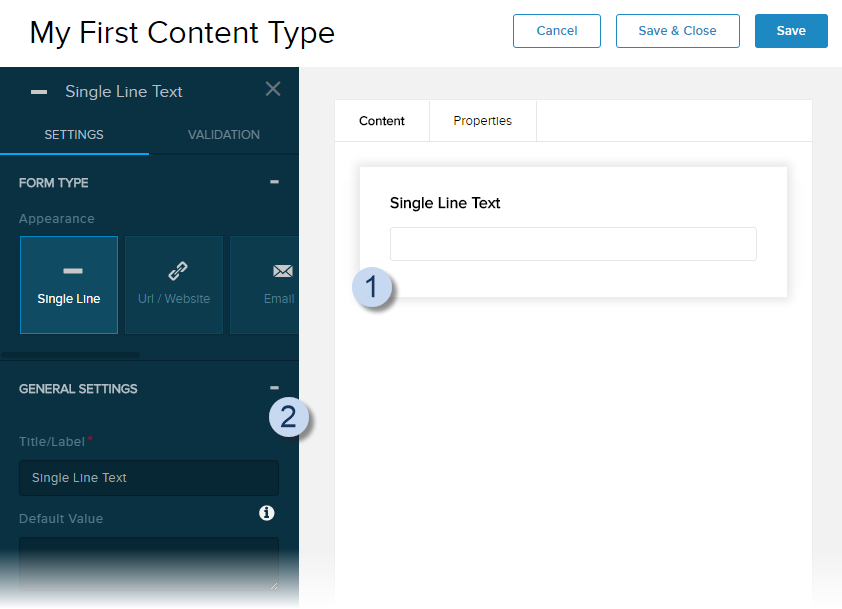 My First Content Type
Cancel
Save & Close
Save
Single Line Text
SETTINGS
VALIDATION
FORM TYPE
Appearance
Single Line
Url / Website
Email
GENERAL SETTINGS
2
Title/Label*
Single Line Text
Default Value
Content
Properties
Single Line Text
1